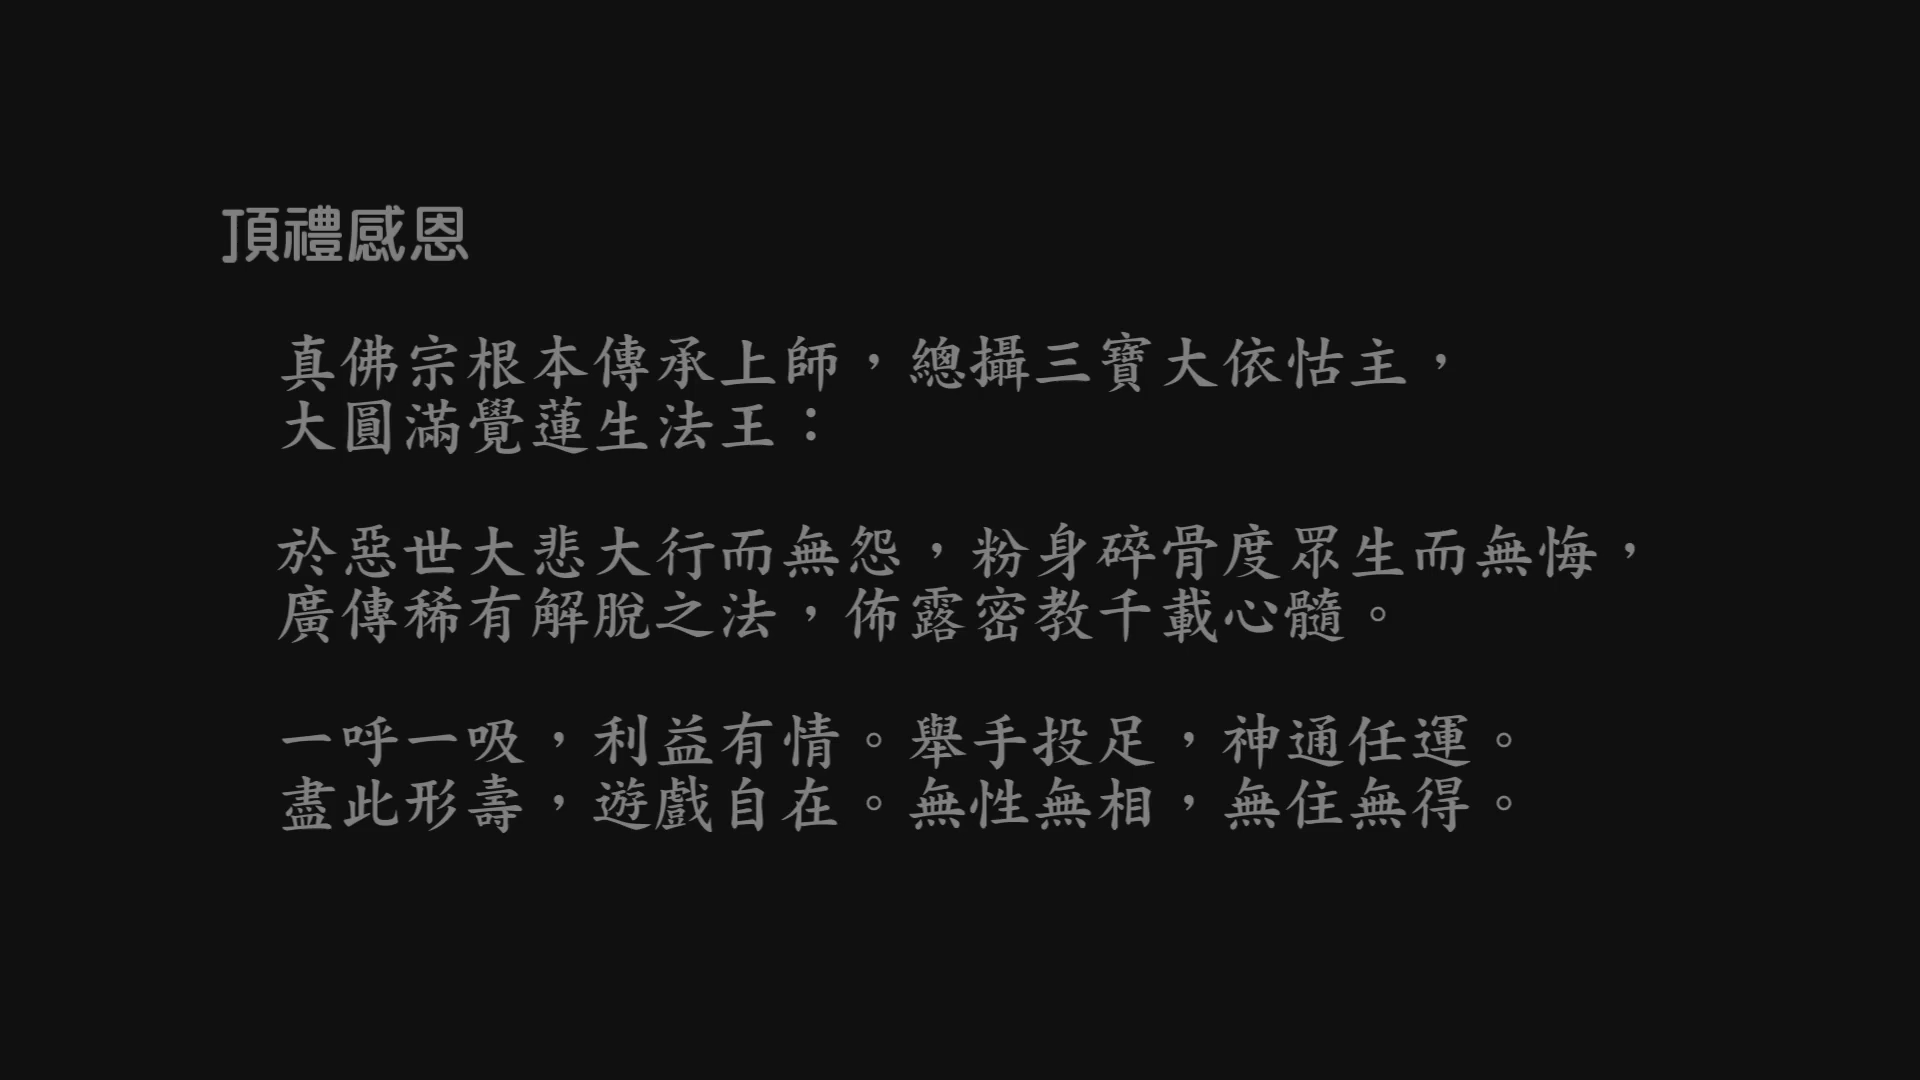 頂禮感恩
真佛宗根本傳承上師，總攝三寶大依怙主，
大圓滿覺蓮生法王：
於惡世大悲大行而無怨，粉身碎骨度眾生而無悔，
廣傳稀有解脫之法，佈露密教千載心髓。
一呼一吸，利益有情。舉手投足，神通任運。
盡此形壽，遊戲自在。無性無相，無住無得。